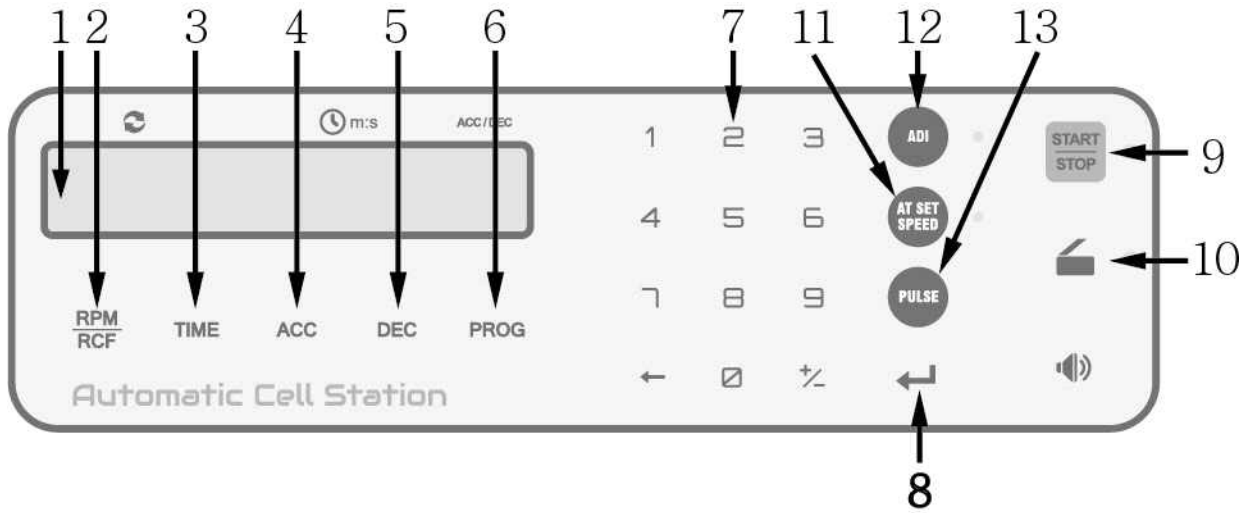 1 2 3 4 5 6 7 11 12 13
m:s ACC/DEC
1 2 3 ADI START
STOP
9
4 5 6 AT SET
SPEED
10
7 8 9 PULSE
RPM
RCF
TIME ACC DEC PROG
← 0 +/-
Automatic Cell Station
8